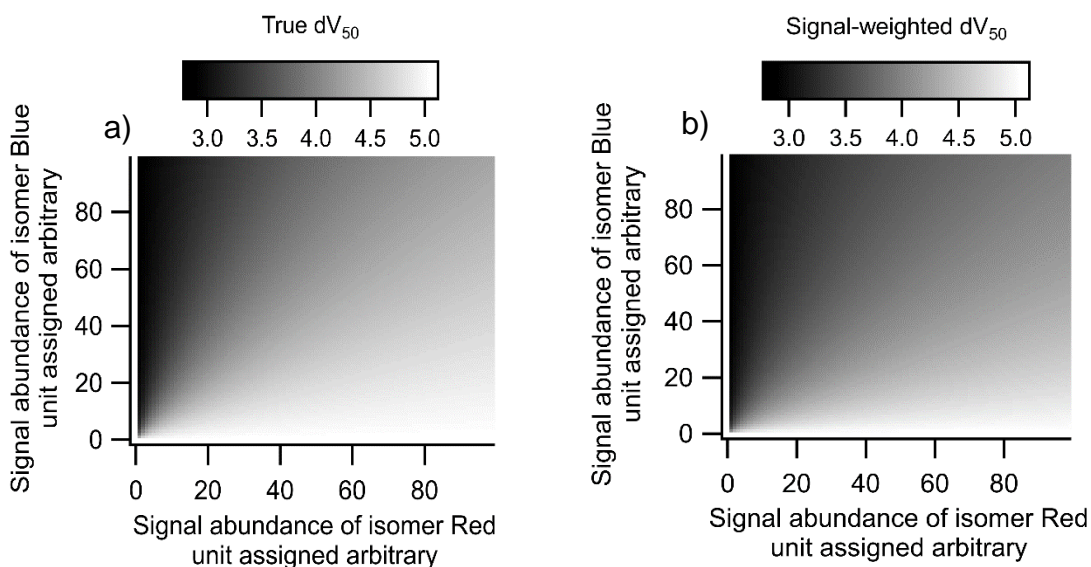 True dV50
3.0 3.5 4.0 4.5 5.0
a)
Signal abundance of isomer Blue
unit assigned arbitrary
80
60
40
20
0
0 20 40 60 80
Signal abundance of isomer Red
unit assigned arbitrary
Signal-weighted dV50
3.0 3.5 4.0 4.5 5.0
b)
Signal abundance of isomer Blue
unit assigned arbitrary
80
60
40
20
0
0 20 40 60 80
Signal abundance of isomer Red
unit assigned arbitrary